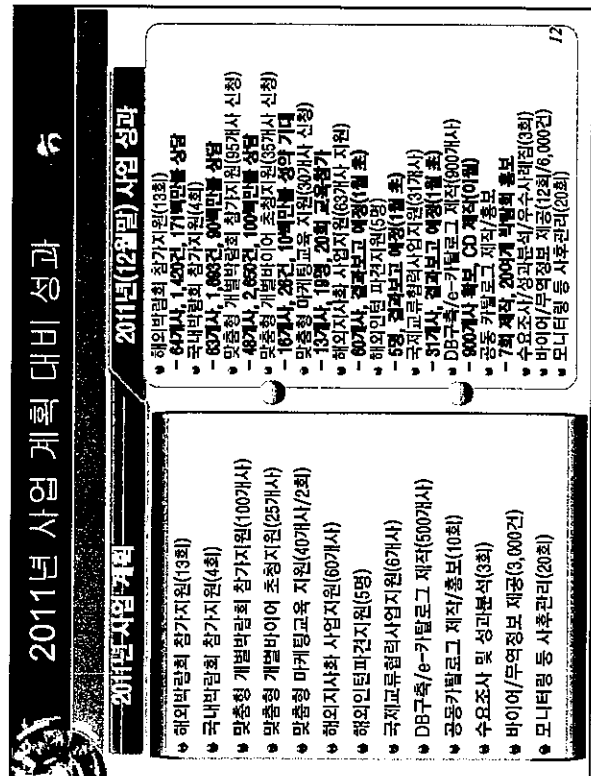 2011년 사업 계획 대비 성과
2011년 사업 계획
해외박람회 참가지원(13회)
국내박람회 참가지원(4회)
맞춤형 개별박람회 참가지원(100개사)
맞춤형 개별바이어 초청지원(25개사)
맞춤형 마케팅교육 지원(40개사/2회)
해외지사화 사업지원(60개사)
해외인턴파견지원(5명)
국제교류협력사업지원(6개사)
DB구축/e-카탈로그 제작(500개사)
공동카탈로그 제작/홍보(10회)
수요조사 및 성과분석(3회)
바이어/무역정보 제공(3,000건)
모니터링 등 사후관리(20회)
2011년(12월말) 사업 성과
해외박람회 참가지원(13회)
- 64개사, 1,420건, 171백만불 상담
국내박람회 참가지원(4회)
- 63개사, 1,693건, 90백만불 상담
맞춤형 개별박람회 참가지원(95개사 신청)
- 48개사, 2,650건, 100백만불 상담
맞춤형 개별바이어 초청지원(35개사 신청)
- 16개사, 26건, 10백만불 성약 기대
맞춤형 마케팅교육 지원(30개사 신청)
- 13개사, 19명, 20회 교육참가
해외지사화 사업지원(63개사 지원)
- 60개사, 결과보고 예정(1월 초)
해외인턴 파견지원(5명)
- 5명, 결과보고 예정(1월 초)
국제교류협력사업지원(31개사)
- 31개사, 결과보고 예정(1월 초)
DB구축/e-카탈로그 제작(900개사)
- 900개사 확보, CD 제작(이월)
공동 카탈로그 제작/홍보
- 7회 제작, 200여개 박람회 홍보
수요조사/성과분석/우수사례집(3회)
바이어/무역정보 제공(12회/6,000건)
모니터링 등 사후관리(20회)
12